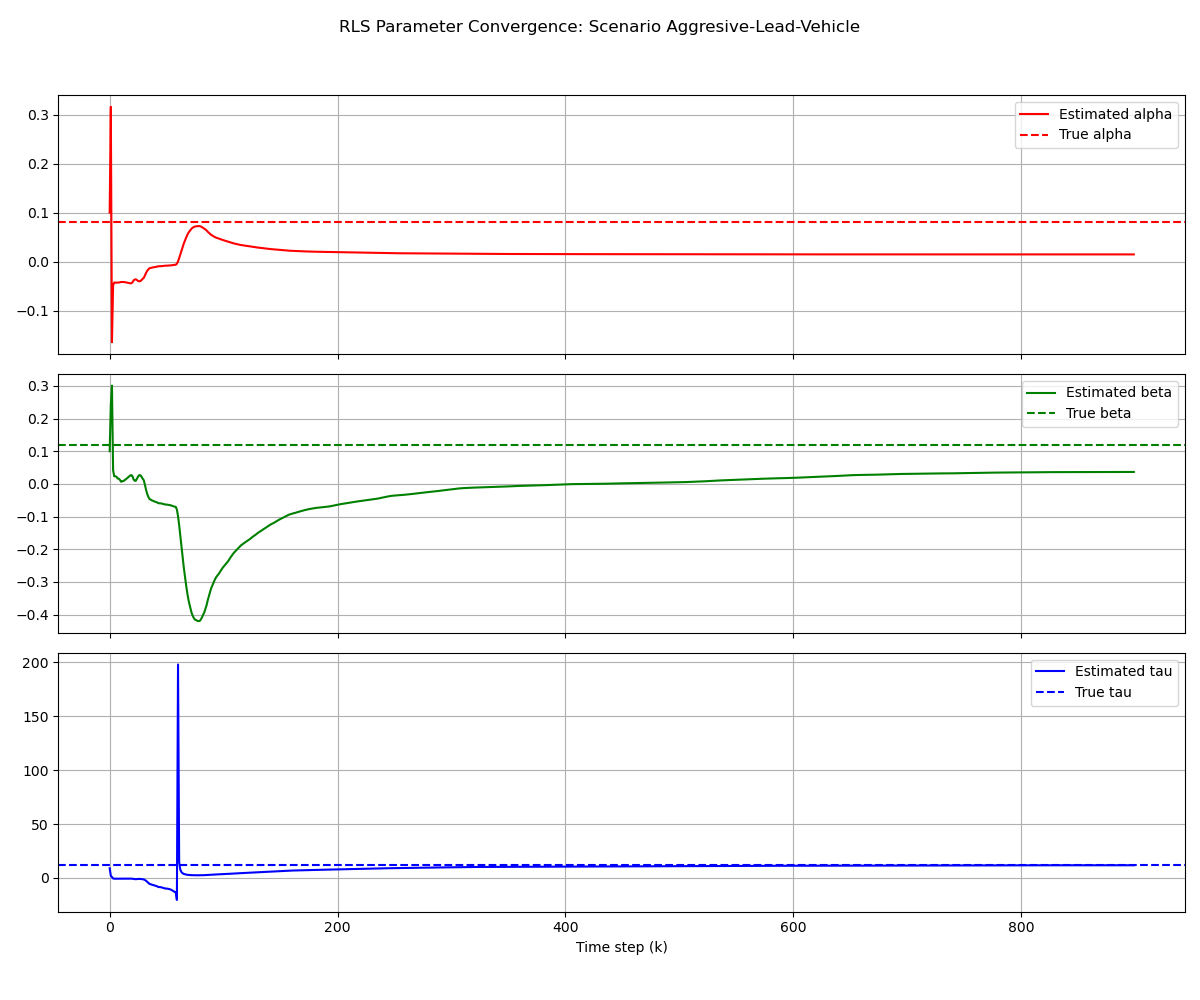 RLS Parameter Convergence: Scenario Aggresive-Lead-Vehicle
0.3
0.2
0.1
0.0
−0.1
Estimated alpha
True alpha
0.3
0.2
0.1
0.0
−0.1
−0.2
−0.3
−0.4
Estimated beta
True beta
200
150
100
50
0
Estimated tau
True tau
0 200 400 600 800
Time step (k)